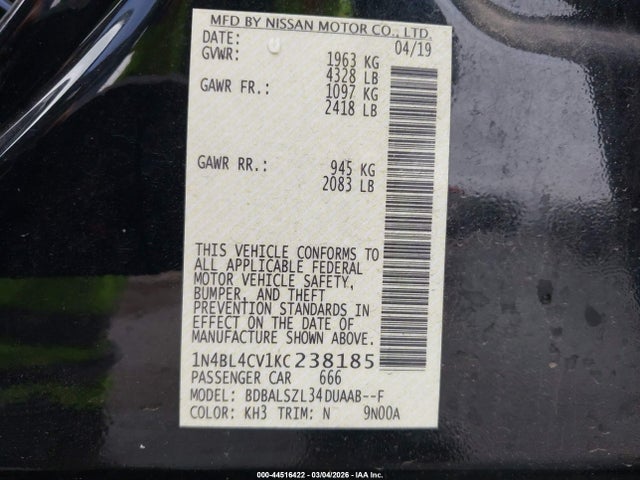 MFD BY NISSAN MOTOR CO., LTD.
DATE: 04/19
GVWR: 1963 KG
4328 LB
GAWR FR.: 1097 KG
2418 LB
GAWR RR.: 945 KG
2083 LB
THIS VEHICLE CONFORMS TO
ALL APPLICABLE FEDERAL
MOTOR VEHICLE SAFETY,
BUMPER, AND THEFT
PREVENTION STANDARDS IN
EFFECT ON THE DATE OF
MANUFACTURE SHOWN ABOVE.
1N4BL4CV1KC238185
PASSENGER CAR 666
MODEL: BDBALSZL34DUAAB--F
COLOR: KH3 TRIM: N 9N00A
000-44516422 - 03/04/2026 - IAAI.COM